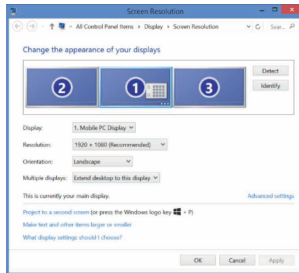 Screen Resolution
All Control Panel Items › Display › Screen Resolution
Change the appearance of your displays
2
1
3
Detect
Identify
Display: 1. Mobile PC Display
Resolution: 1920 × 1080 (Recommended)
Orientation: Landscape
Multiple displays: Extend desktop to this display
This is currently your main display.
Advanced settings
Project to a second screen (or press the Windows logo key + P)
Make text and other items larger or smaller
What display settings should I choose?
OK
Cancel
Apply